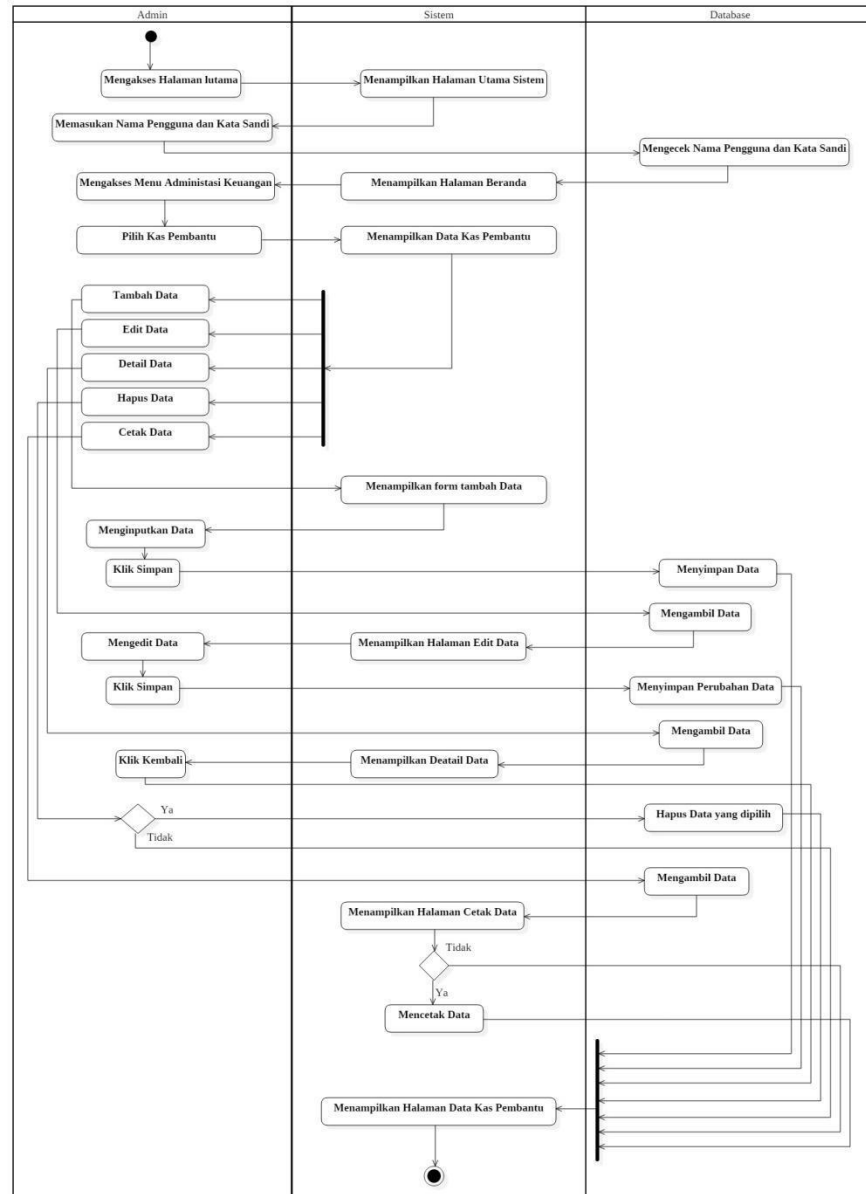 Admin
Sistem
Database
Mengakses Halaman lutama
Menampilkan Halaman Utama Sistem
Memasukan Nama Pengguna dan Kata Sandi
Mengecek Nama Pengguna dan Kata Sandi
Mengakses Menu Administasi Keuangan
Menampilkan Halaman Beranda
Pilih Kas Pembantu
Menampilkan Data Kas Pembantu
Tambah Data
Edit Data
Detail Data
Hapus Data
Cetak Data
Menampilkan form tambah Data
Menginputkan Data
Klik Simpan
Menyimpan Data
Mengambil Data
Mengedit Data
Menampilkan Halaman Edit Data
Klik Simpan
Menyimpan Perubahan Data
Mengambil Data
Klik Kembali
Menampilkan Deatail Data
Ya
Hapus Data yang dipilih
Tidak
Mengambil Data
Menampilkan Halaman Cetak Data
Tidak
Ya
Mencetak Data
Menampilkan Halaman Data Kas Pembantu